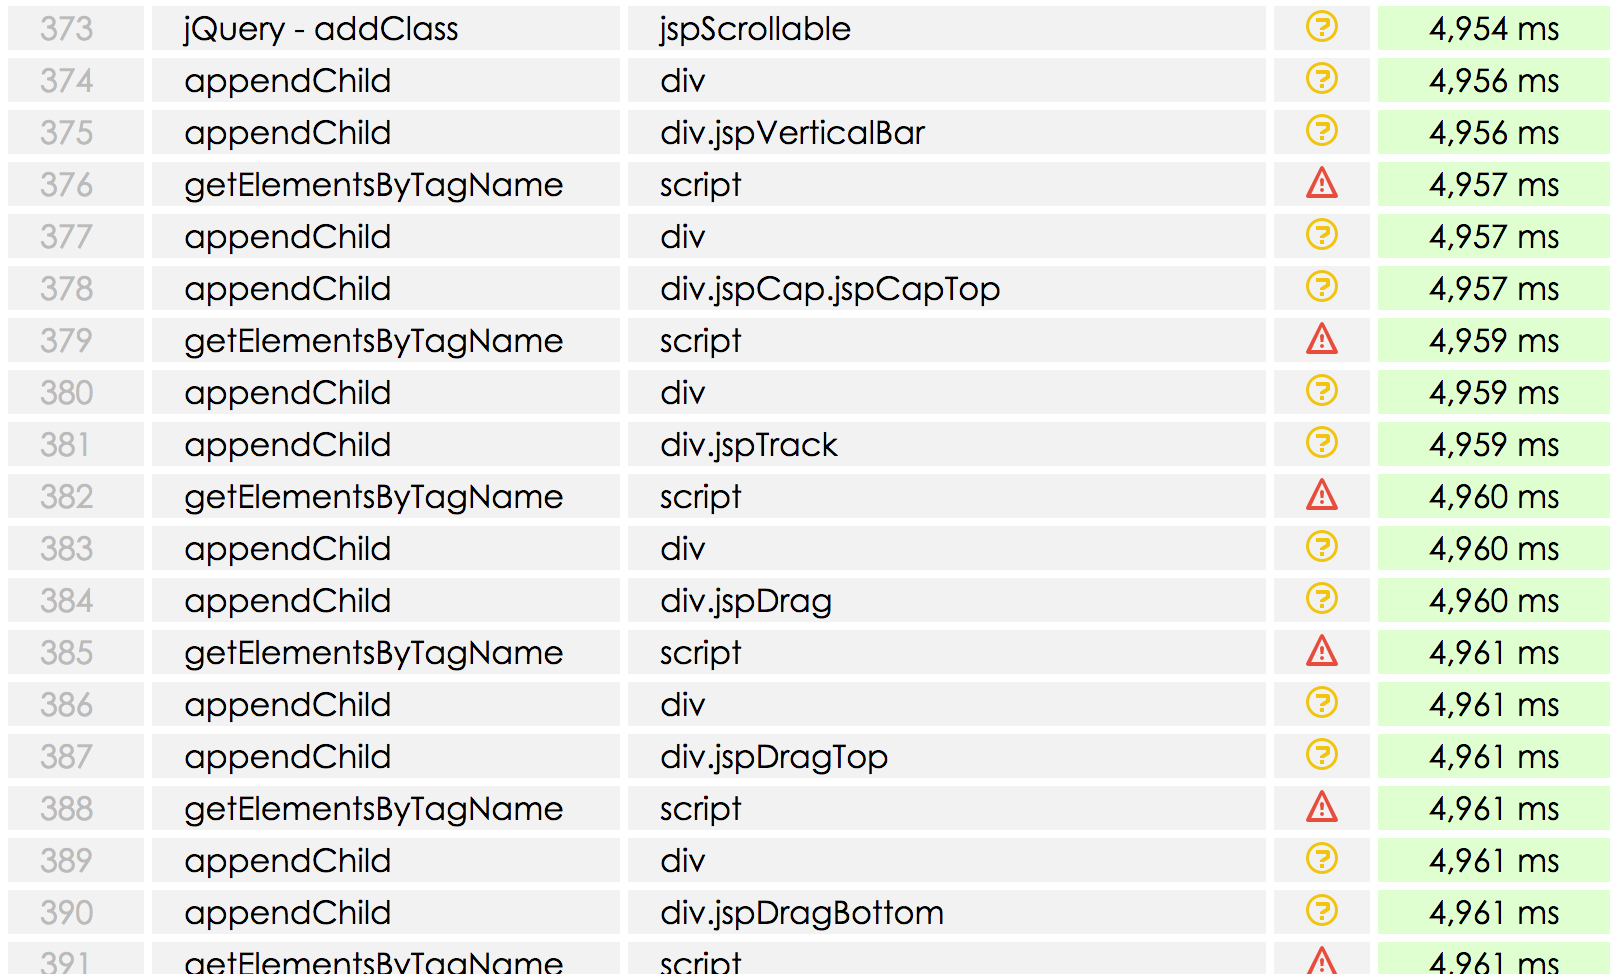 373 jQuery - addClass jspScrollable ? 4,954 ms
374 appendChild div ? 4,956 ms
375 appendChild div.jspVerticalBar ? 4,956 ms
376 getElementsByTagName script ! 4,957 ms
377 appendChild div ? 4,957 ms
378 appendChild div.jspCap.jspCapTop ? 4,957 ms
379 getElementsByTagName script ! 4,959 ms
380 appendChild div ? 4,959 ms
381 appendChild div.jspTrack ? 4,959 ms
382 getElementsByTagName script ! 4,960 ms
383 appendChild div ? 4,960 ms
384 appendChild div.jspDrag ? 4,960 ms
385 getElementsByTagName script ! 4,961 ms
386 appendChild div ? 4,961 ms
387 appendChild div.jspDragTop ? 4,961 ms
388 getElementsByTagName script ! 4,961 ms
389 appendChild div ? 4,961 ms
390 appendChild div.jspDragBottom ? 4,961 ms
391 getElementsByTagName script ! 4,961 ms